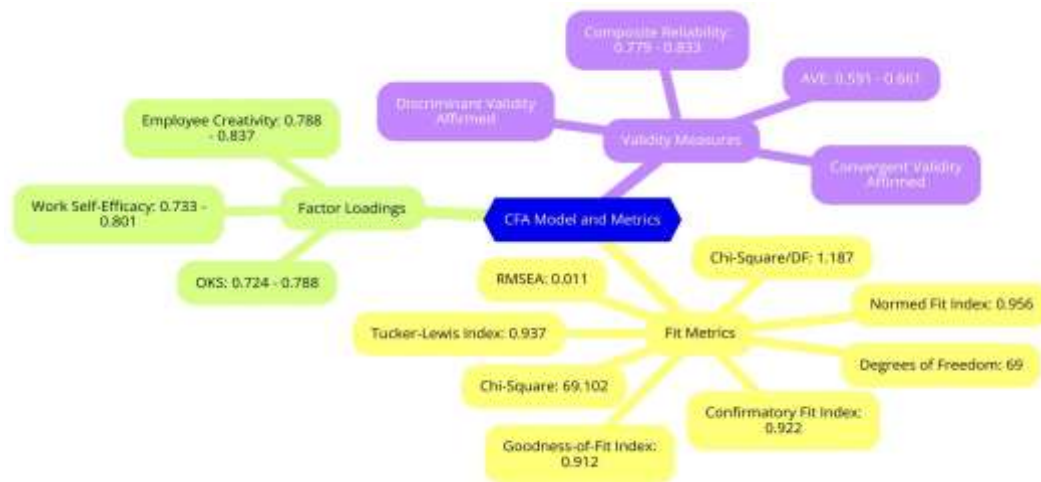 Composite Reliability:
0.779 - 0.833
AVE: 0.591 - 0.661
Discriminant Validity
Affirmed
Validity Measures
Convergent Validity
Affirmed
Employee Creativity: 0.788
- 0.837
Work Self-Efficacy: 0.733 -
0.801
Factor Loadings
OKS: 0.724 - 0.788
CFA Model and Metrics
Chi-Square/DF: 1.187
RMSEA: 0.011
Normed Fit Index: 0.956
Tucker-Lewis Index: 0.937
Fit Metrics
Degrees of Freedom: 69
Chi-Square: 69.102
Confirmatory Fit Index:
0.922
Goodness-of-Fit Index:
0.912